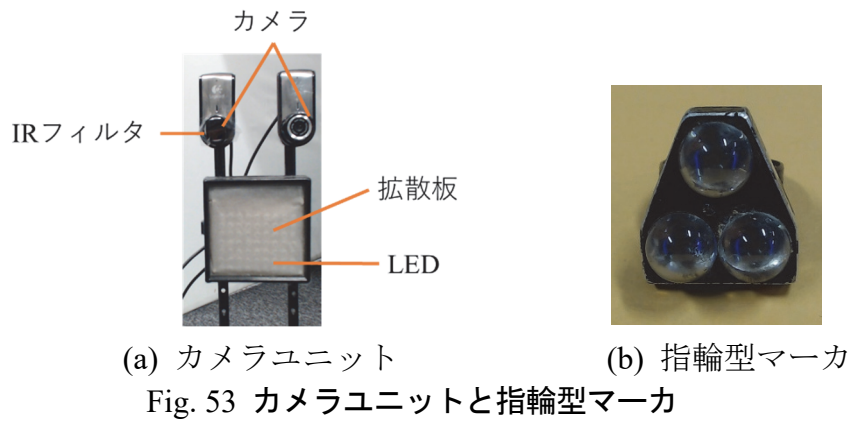 カメラ
IRフィルタ
拡散板
LED
(a) カメラユニット
(b) 指輪型マーカ
Fig. 53 カメラユニットと指輪型マーカ